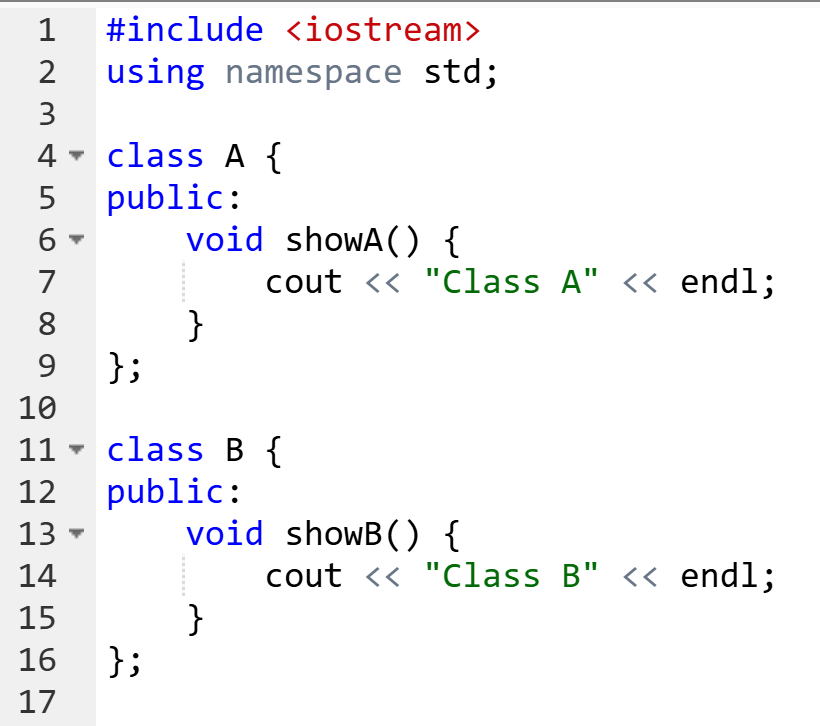 1 #include <iostream>
2 using namespace std;
3
4 class A {
5 public:
6     void showA() {
7         cout << "Class A" << endl;
8     }
9 };
10
11 class B {
12 public:
13     void showB() {
14         cout << "Class B" << endl;
15     }
16 };
17